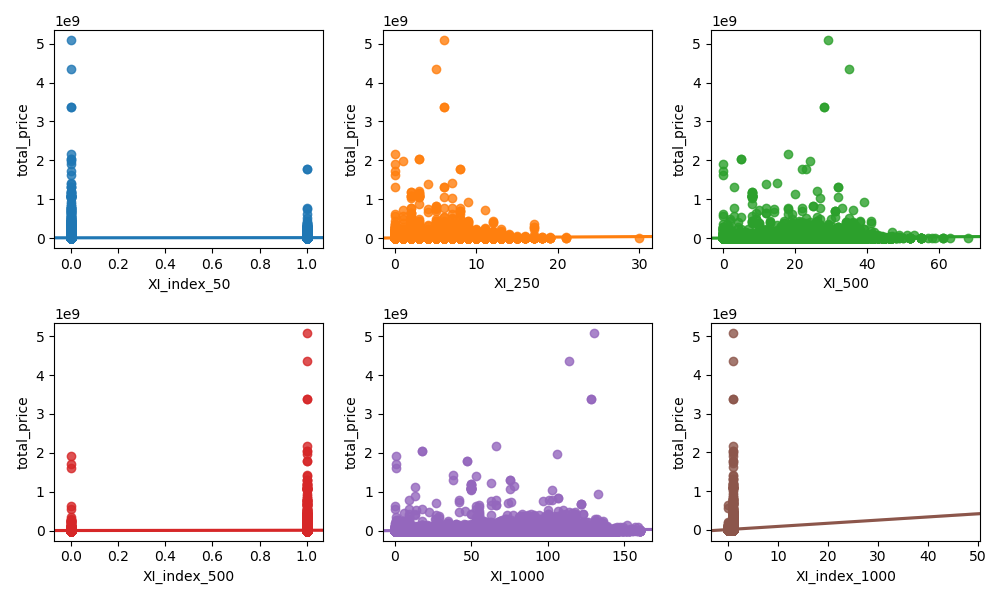 1e9 1e9 1e9
5 5 5
4 4 4
3 3 3
2 2 2
1 1 1
0 0 0
total_price total_price total_price
0.0 0.2 0.4 0.6 0.8 1.0 0 10 20 30 0 20 40 60
XI_index_50 XI_250 XI_500
1e9 1e9 1e9
5 5 5
4 4 4
3 3 3
2 2 2
1 1 1
0 0 0
total_price total_price total_price
0.0 0.2 0.4 0.6 0.8 1.0 0 50 100 150 0 10 20 30 40 50
XI_index_500 XI_1000 XI_index_1000